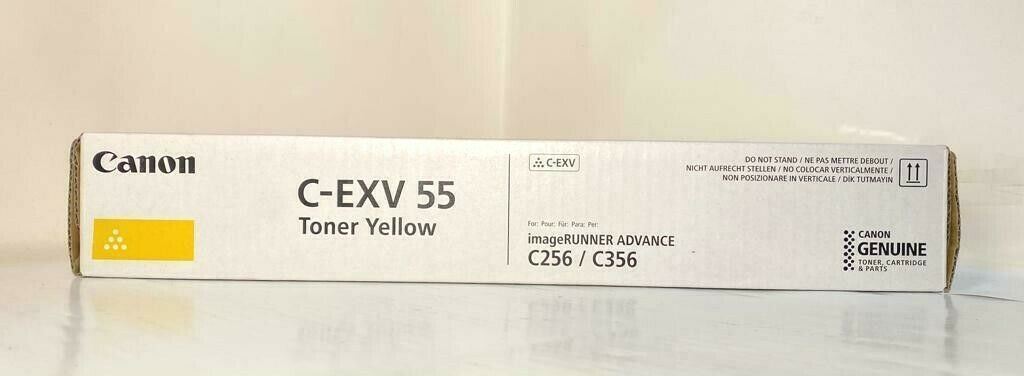 Canon
C-EXV 55
Toner Yellow
C-EXV
For: Pour: Für: Para: Per:
imageRUNNER ADVANCE
C256 / C356
DO NOT STAND / NE PAS METTRE DEBOUT /
NICHT AUFRECHT STELLEN / NO COLOCAR VERTICALMENTE /
NON POSIZIONARE IN VERTICALE / DİK TUTMAYIN
CANON
GENUINE
TONER, CARTRIDGE
& PARTS